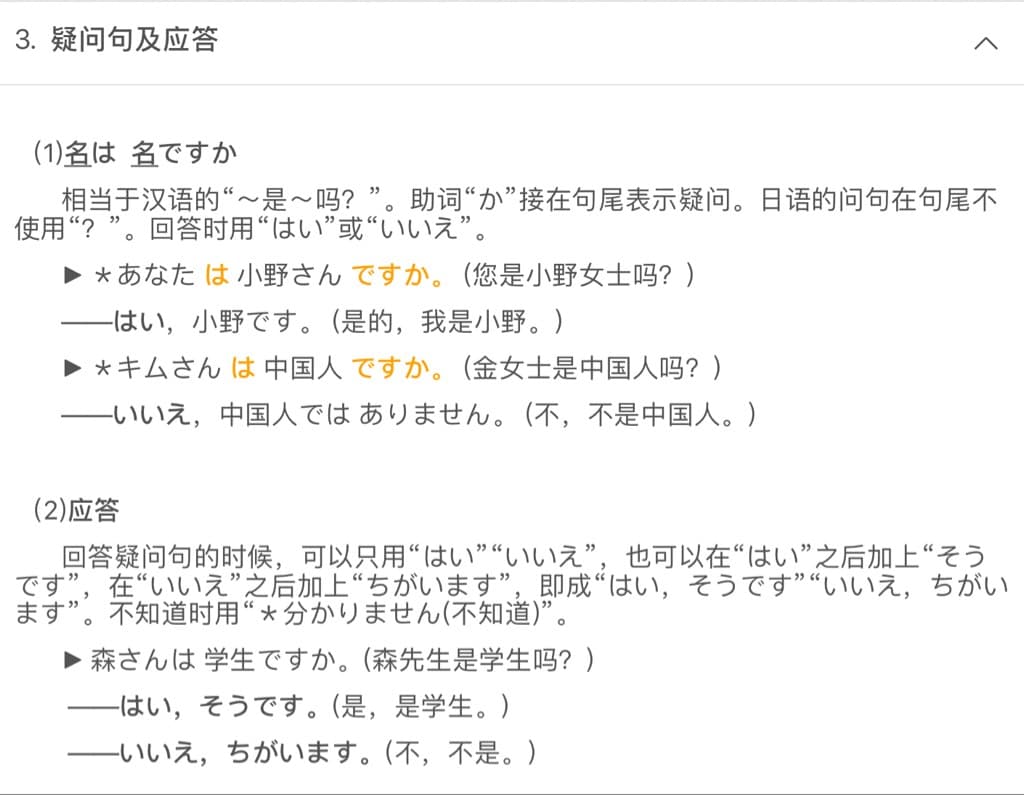 3. 疑问句及应答
(1)名は 名ですか
相当于汉语的“～是～吗？”。助词“か”接在句尾表示疑问。日语的问句在句尾不
使用“？”。回答时用“はい”或“いいえ”。
▶ ＊あなた は 小野さん ですか。(您是小野女士吗？)
——はい，小野です。(是的，我是小野。)
▶ ＊キムさん は 中国人 ですか。(金女士是中国人吗？)
——いいえ，中国人では ありません。(不，不是中国人。)
(2)应答
回答疑问句的时候，可以只用“はい”“いいえ”，也可以在“はい”之后加上“そう
です”，在“いいえ”之后加上“ちがいます”，即成“はい，そうです”“いいえ，ちがい
ます”。不知道时用“＊分かりません(不知道)”。
▶ 森さんは 学生ですか。(森先生是学生吗？)
——はい，そうです。(是，是学生。)
——いいえ，ちがいます。(不，不是。)